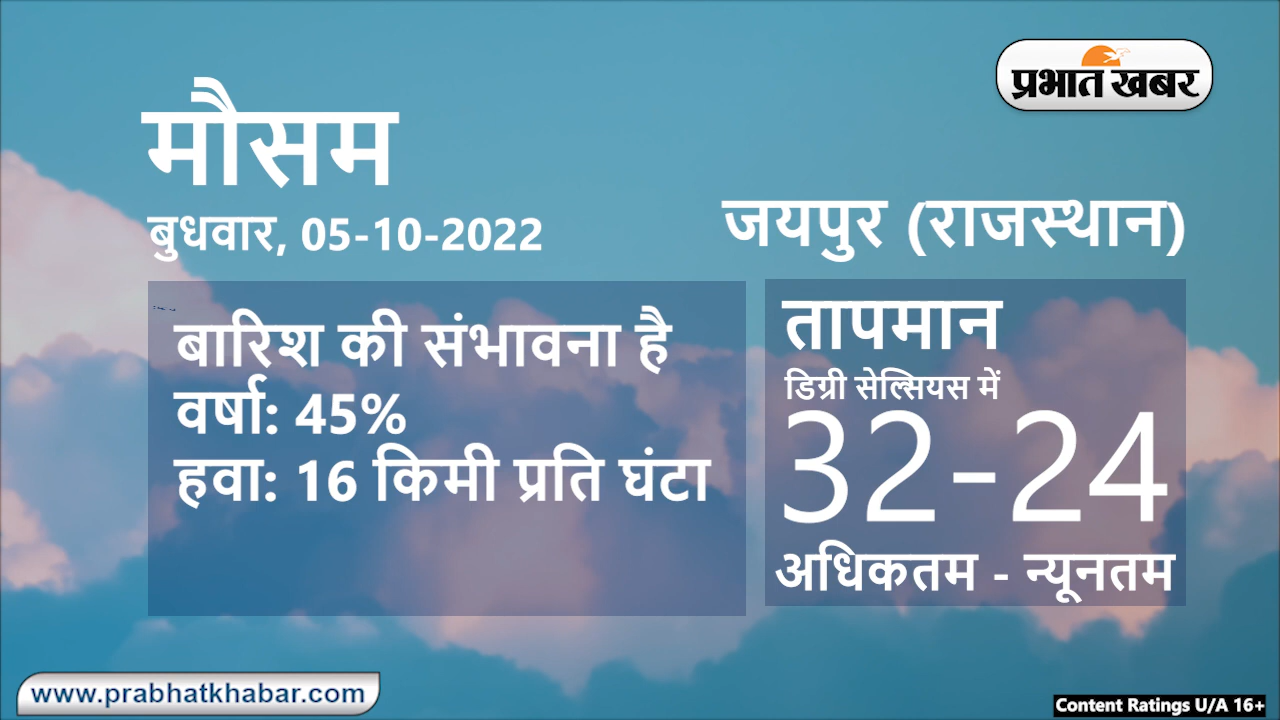 प्रभात खबर
मौसम
बुधवार, 05-10-2022
जयपुर (राजस्थान)
बारिश की संभावना है
वर्षा: 45%
हवा: 16 किमी प्रति घंटा
तापमान
डिग्री सेल्सियस में
32-24
अधिकतम - न्यूनतम
www.prabhatkhabar.com
Content Ratings U/A 16+